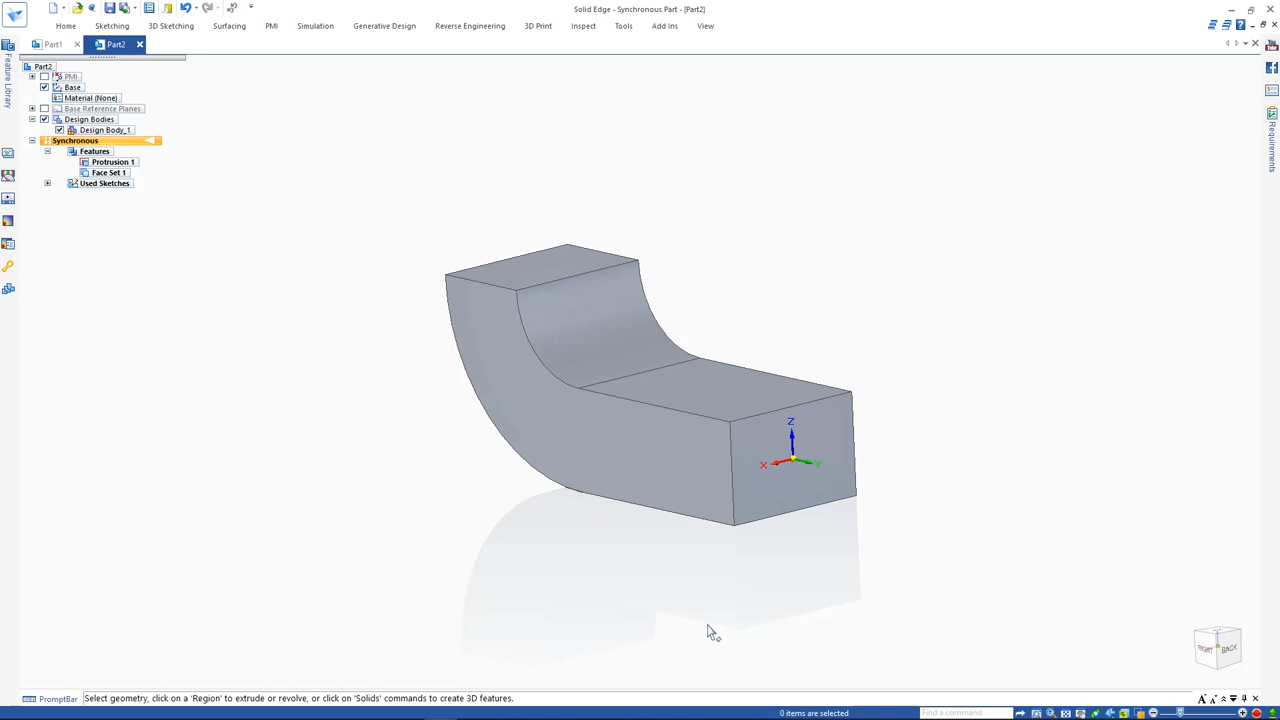 Solid Edge - Synchronous Part - [Part2]
Home Sketching 3D Sketching Surfacing PMI Simulation Generative Design Reverse Engineering 3D Print Inspect Tools Add Ins View
Part1 Part2
Feature Library
Part2
PMI
Base
Material (None)
Base Reference Planes
Design Bodies
Design Body_1
Synchronous
Features
Protrusion 1
Face Set 1
Used Sketches
Requirements
Z
X
Y
RIGHT
BACK
PromptBar Select geometry, click on a 'Region' to extrude or revolve, or click on 'Solids' commands to create 3D features.
0 items are selected
Find a command